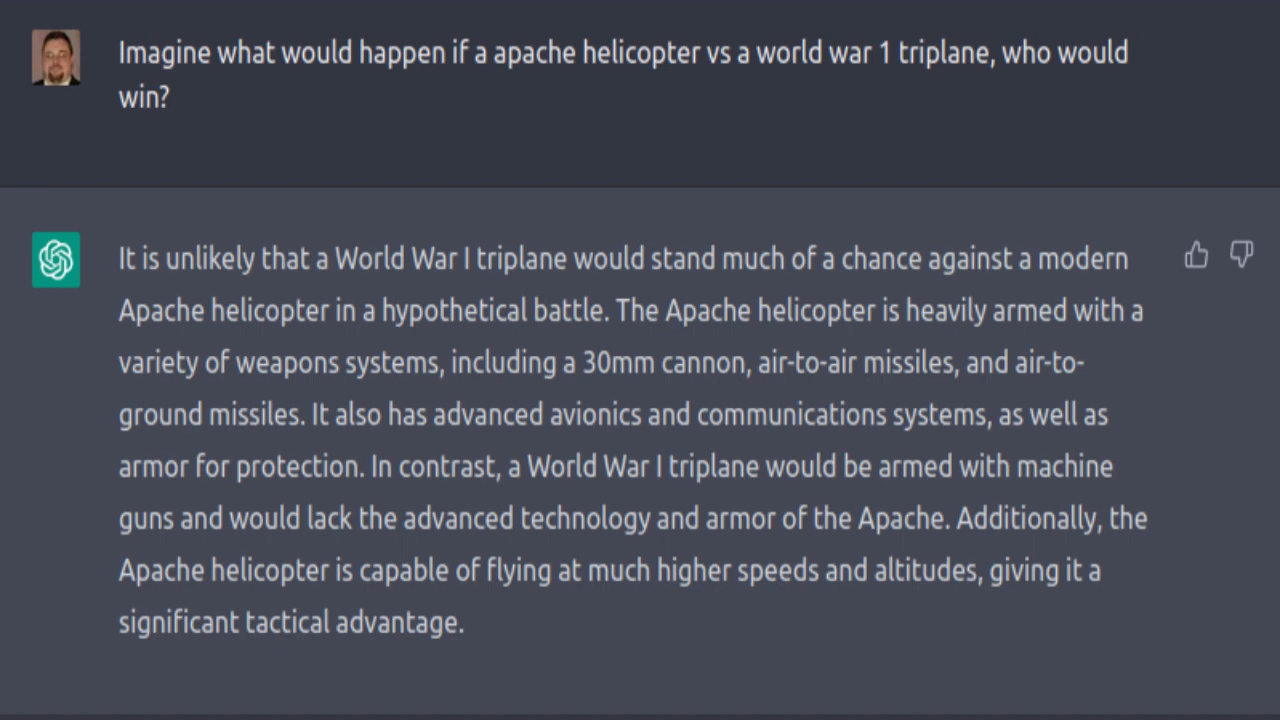 Imagine what would happen if a apache helicopter vs a world war 1 triplane, who would
win?
It is unlikely that a World War I triplane would stand much of a chance against a modern
Apache helicopter in a hypothetical battle. The Apache helicopter is heavily armed with a
variety of weapons systems, including a 30mm cannon, air-to-air missiles, and air-to-
ground missiles. It also has advanced avionics and communications systems, as well as
armor for protection. In contrast, a World War I triplane would be armed with machine
guns and would lack the advanced technology and armor of the Apache. Additionally, the
Apache helicopter is capable of flying at much higher speeds and altitudes, giving it a
significant tactical advantage.